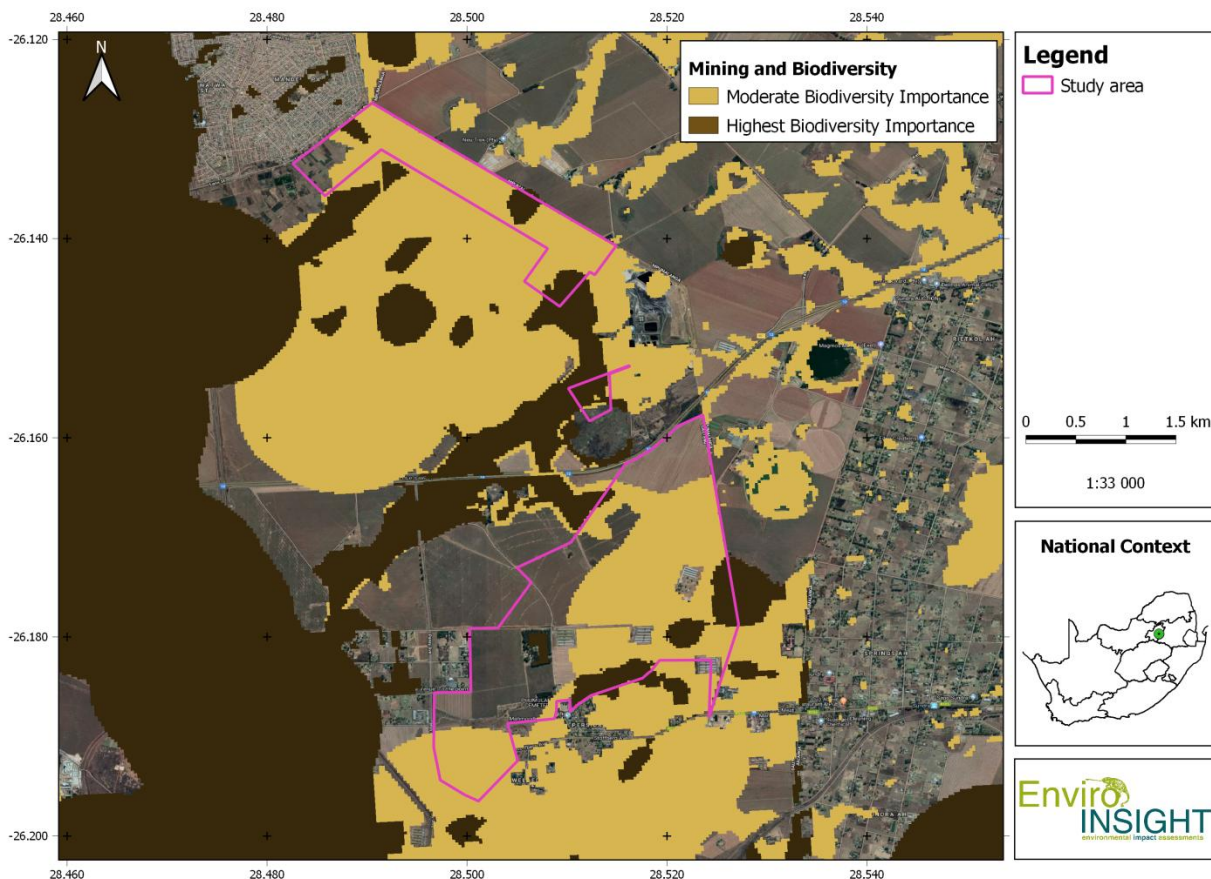 28.460 28.480 28.500 28.520 28.540
-26.120
-26.140
-26.160
-26.180
-26.200
N
Mining and Biodiversity
Moderate Biodiversity Importance
Highest Biodiversity Importance
SPRINGS AH
28.460 28.480 28.500 28.520 28.540
Legend
Study area
0 0.5 1 1.5 km
1:33 000
National Context
Enviro
INSIGHT
environmental impact assessments